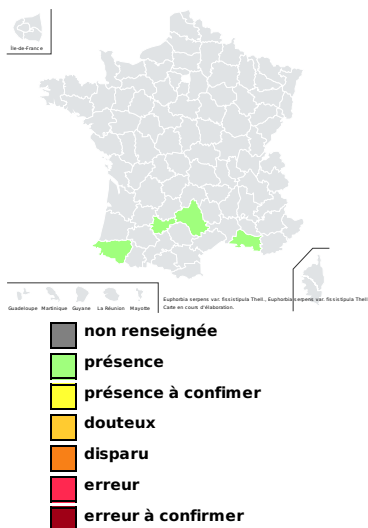 Île-de-France
Guadeloupe Martinique Guyane La Réunion Mayotte
Euphorbia serpens var. fissistipula Thell., Euphorbia serpens var. fissistipula Thell
Carte en cours d'élaboration.
non renseignée
présence
présence à confimer
douteux
disparu
erreur
erreur à confirmer